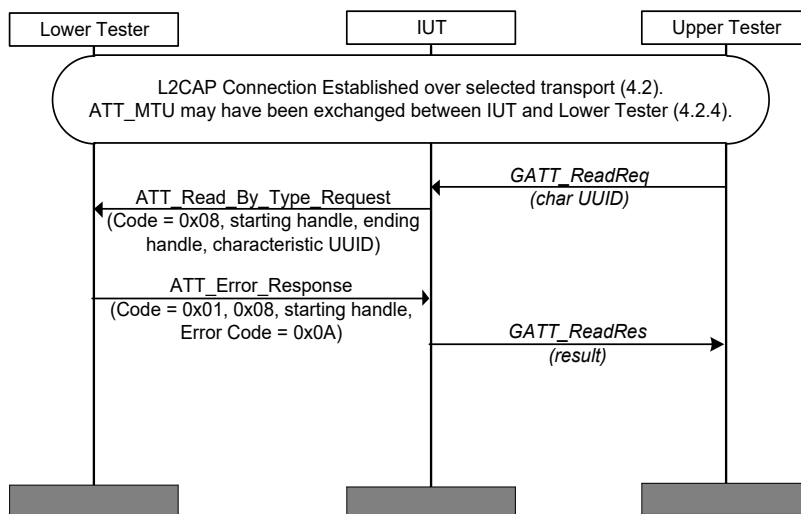 Lower Tester
IUT
Upper Tester
L2CAP Connection Established over selected transport (4.2).
ATT_MTU may have been exchanged between IUT and Lower Tester (4.2.4).
GATT_ReadReq
(char UUID)
ATT_Read_By_Type_Request
(Code = 0x08, starting handle, ending
handle, characteristic UUID)
ATT_Error_Response
(Code = 0x01, 0x08, starting handle,
Error Code = 0x0A)
GATT_ReadRes
(result)